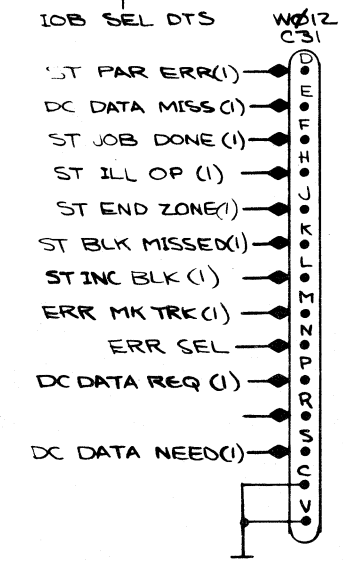 IOB SEL DTS
WØ12
C31
D
ST PAR ERR(1)
E
DC DATA MISS(1)
F
ST JOB DONE (1)
H
ST ILL OP (1)
J
ST END ZONE(1)
K
ST BLK MISSED(1)
L
ST INC BLK (1)
M
ERR MK TRK(1)
N
ERR SEL
P
DC DATA REQ (1)
R
S
DC DATA NEED(1)
C
V